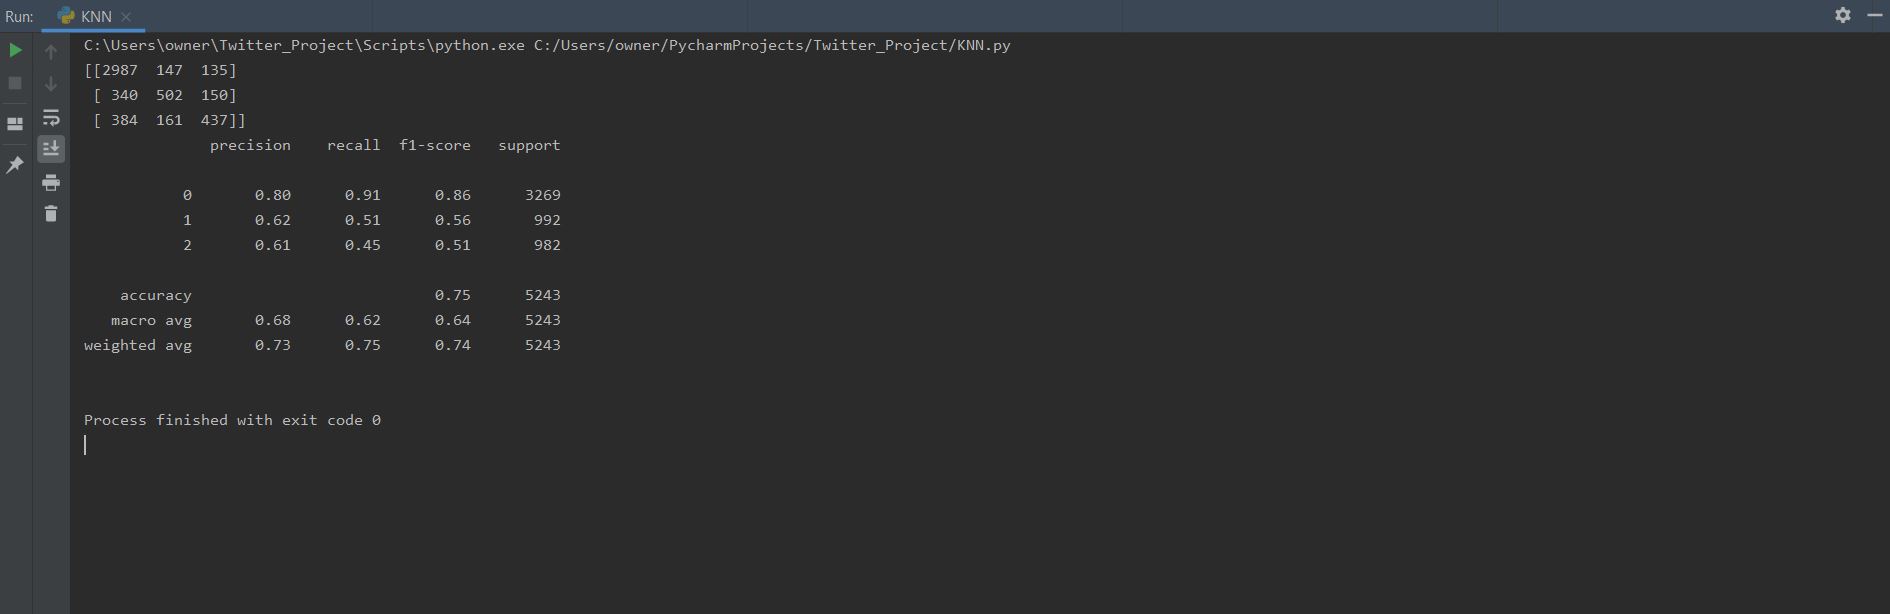 Run: KNN
C:\Users\owner\Twitter_Project\Scripts\python.exe C:/Users/owner/PycharmProjects/Twitter_Project/KNN.py
[[2987  147  135]
 [ 340  502  150]
 [ 384  161  437]]
              precision    recall  f1-score   support
           0       0.80      0.91      0.86      3269
           1       0.62      0.51      0.56       992
           2       0.61      0.45      0.51       982
    accuracy                           0.75      5243
   macro avg       0.68      0.62      0.64      5243
weighted avg       0.73      0.75      0.74      5243
Process finished with exit code 0